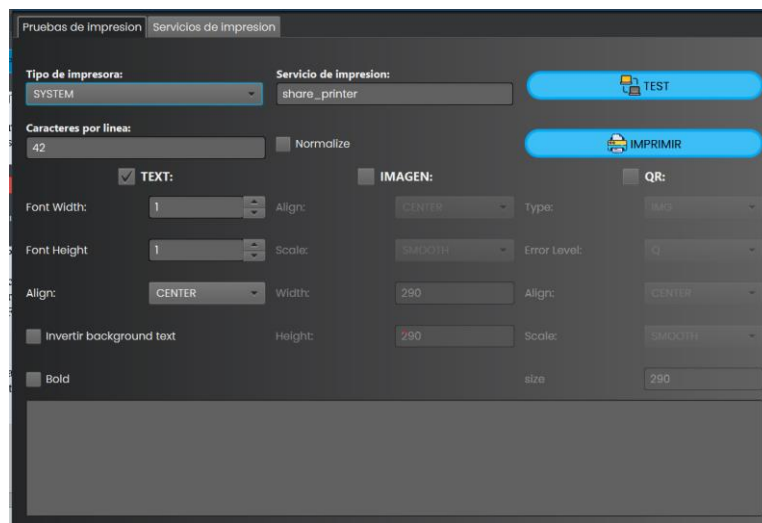 Pruebas de impresion Servicios de impresion
Tipo de impresora: Servicio de impresion:
SYSTEM share_printer TEST
Caracteres por linea:
42 Normalize IMPRIMIR
TEXT: IMAGEN: QR:
Font Width: 1 Align: CENTER Type: IMG
Font Height 1 Scale: SMOOTH Error Level: Q
Align: CENTER Width: 290 Align: CENTER
Invertir background text Height: 290 Scale: SMOOTH
Bold size 290